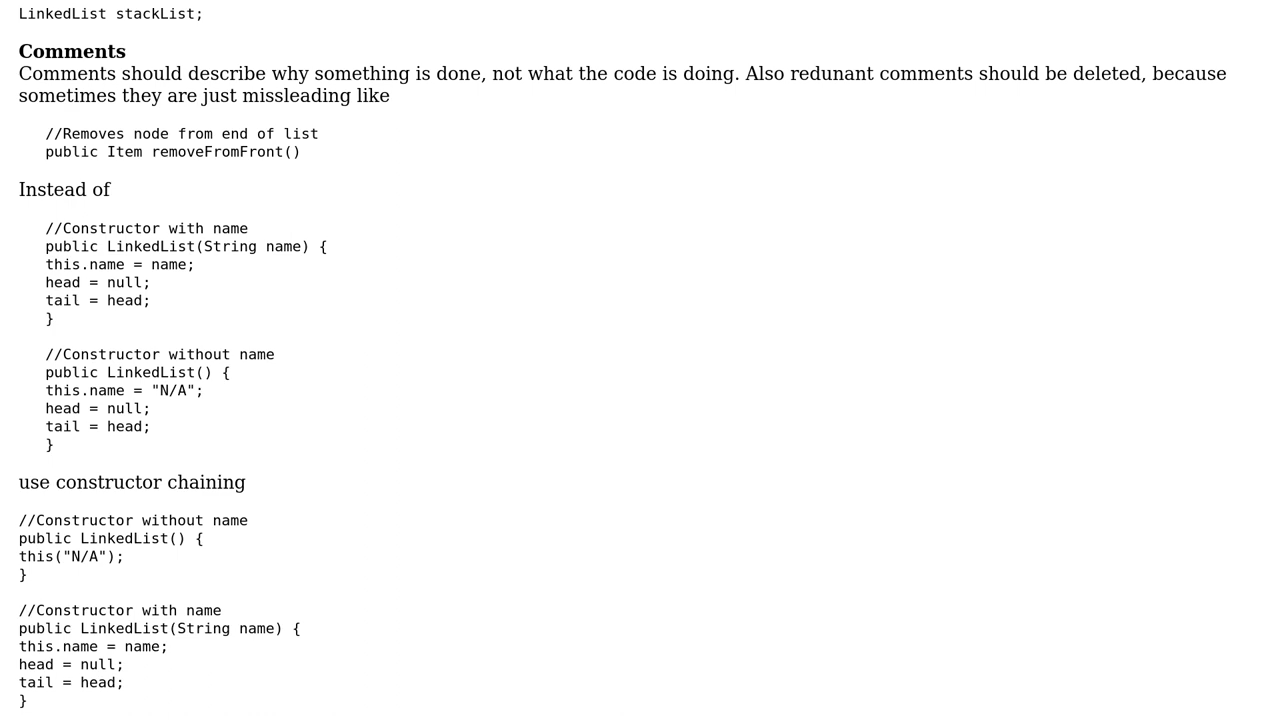 LinkedList stackList;
Comments
Comments should describe why something is done, not what the code is doing. Also redunant comments should be deleted, because
sometimes they are just missleading like
//Removes node from end of list
public Item removeFromFront()
Instead of
//Constructor with name
public LinkedList(String name) {
this.name = name;
head = null;
tail = head;
}
//Constructor without name
public LinkedList() {
this.name = "N/A";
head = null;
tail = head;
}
use constructor chaining
//Constructor without name
public LinkedList() {
this("N/A");
}
//Constructor with name
public LinkedList(String name) {
this.name = name;
head = null;
tail = head;
}